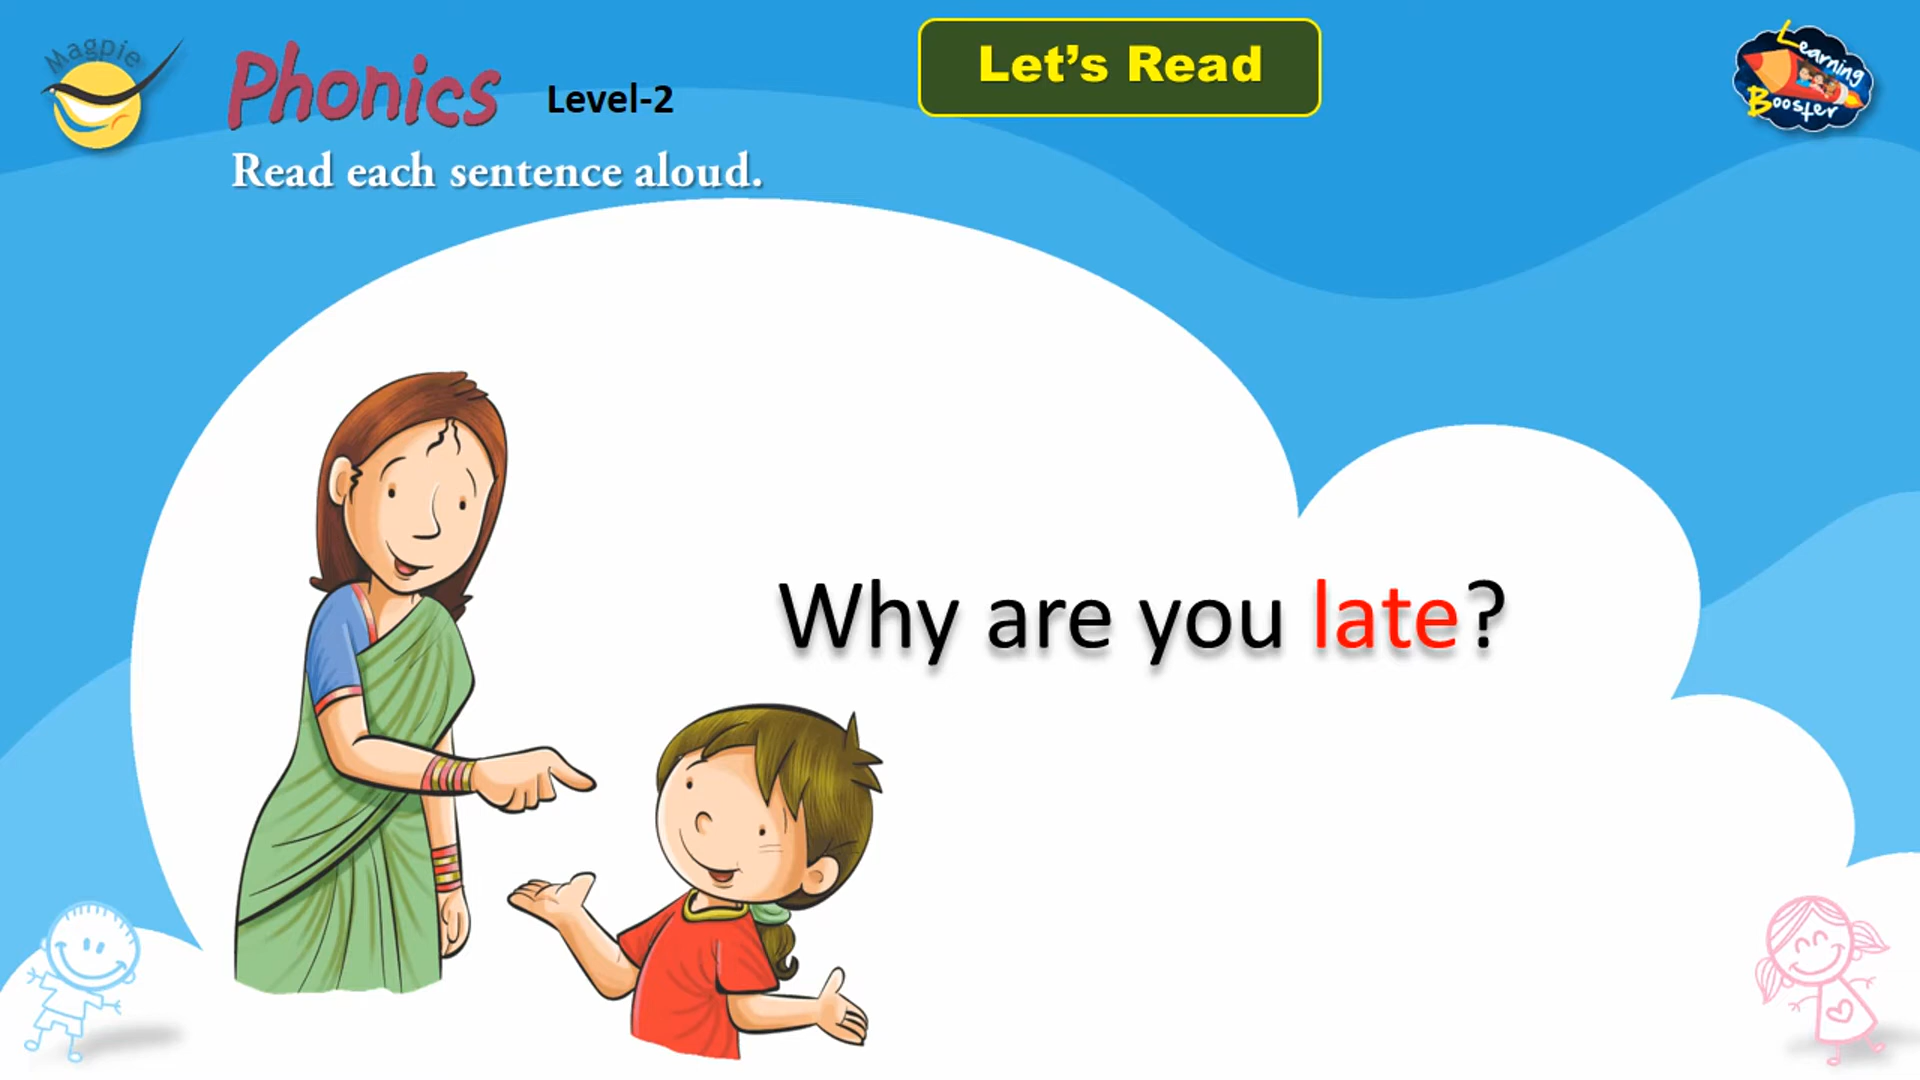 Magpie
Phonics Level-2
Let's Read
Learning
Booster
Read each sentence aloud.
Why are you late?